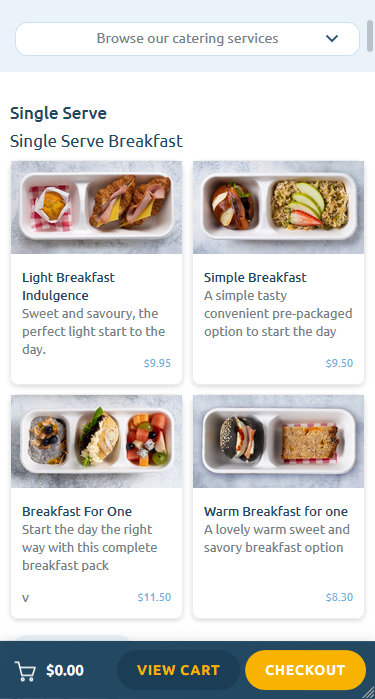 Browse our catering services
Single Serve
Single Serve Breakfast
Light Breakfast
Indulgence
Sweet and savoury, the
perfect light start to the
day.
$9.95
Simple Breakfast
A simple tasty
convenient pre-packaged
option to start the day
$9.50
Breakfast For One
Start the day the right
way with this complete
breakfast pack
v $11.50
Warm Breakfast for one
A lovely warm sweet and
savory breakfast option
$8.30
$0.00 VIEW CART CHECKOUT